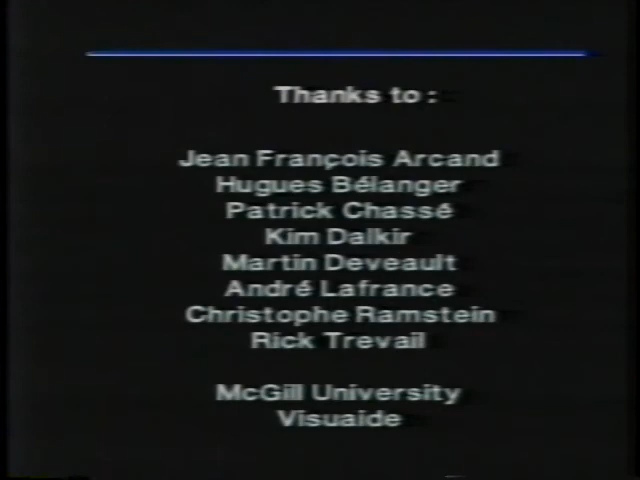 Thanks to :
Jean François Arcand
Hugues Bélanger
Patrick Chassé
Kim Dalkir
Martin Deveault
André Lafrance
Christophe Ramstein
Rick Trevail
McGill University
Visuaide